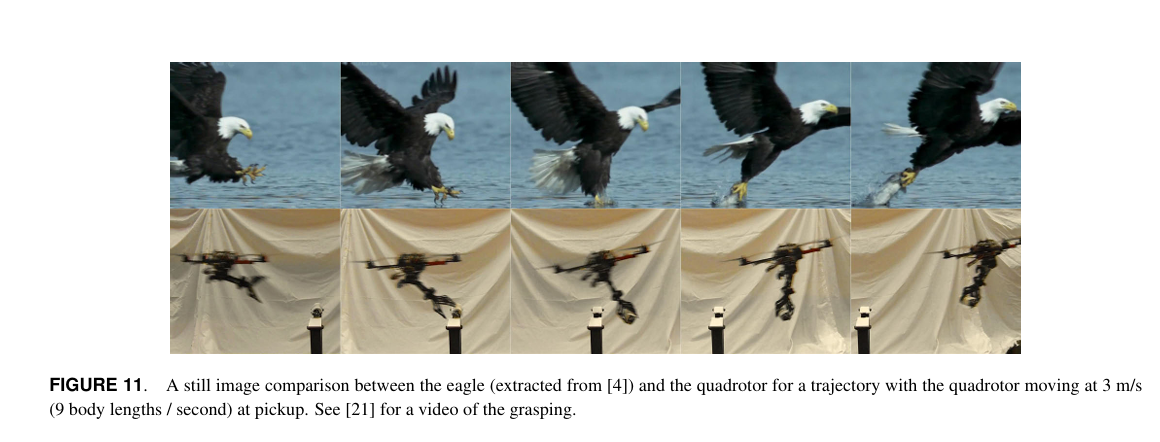 FIGURE 11. A still image comparison between the eagle (extracted from [4]) and the quadrotor for a trajectory with the quadrotor moving at 3 m/s
(9 body lengths / second) at pickup. See [21] for a video of the grasping.